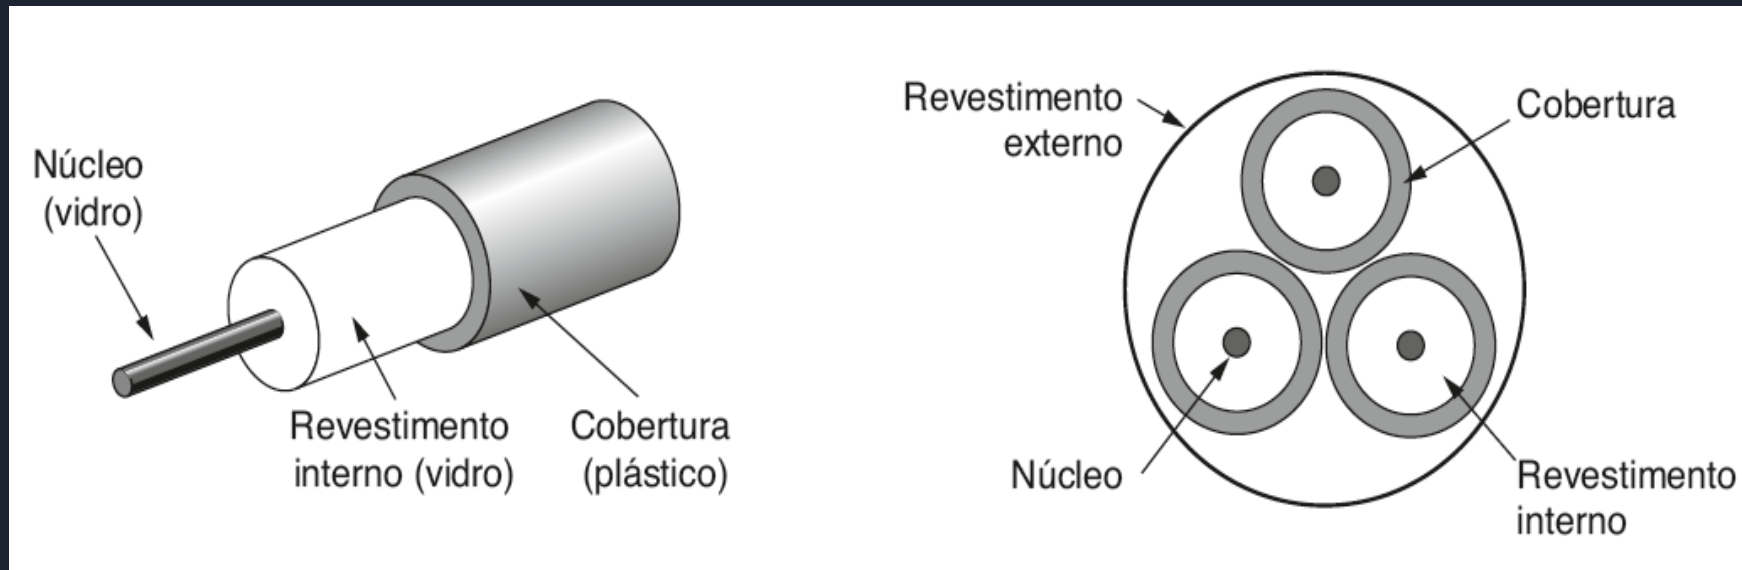 Núcleo
(vidro)
Revestimento
interno (vidro)
Cobertura
(plástico)
Revestimento
externo
Cobertura
Núcleo
Revestimento
interno